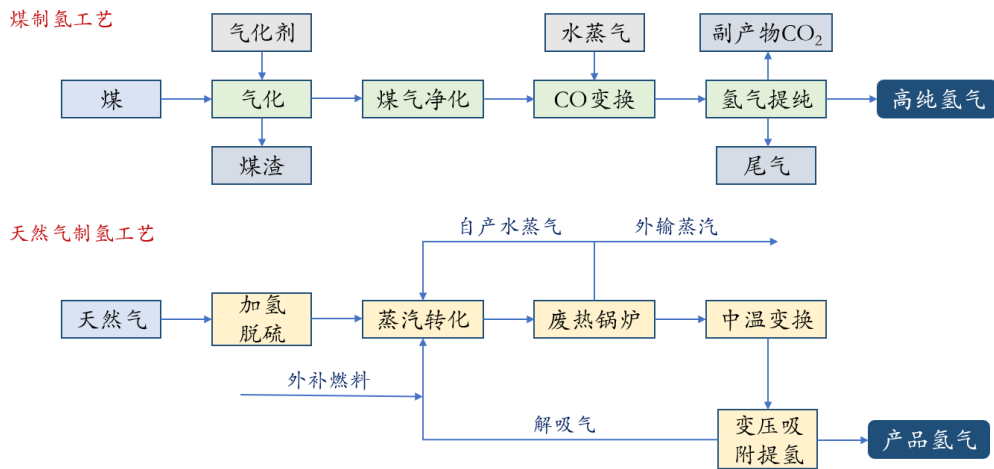 煤制氢工艺
气化剂
水蒸气
副产物CO₂
煤
气化
煤气净化
CO变换
氢气提纯
高纯氢气
煤渣
尾气
天然气制氢工艺
自产水蒸气
外输蒸汽
天然气
加氢
脱硫
蒸汽转化
废热锅炉
中温变换
外补燃料
解吸气
变压吸
附提氢
产品氢气